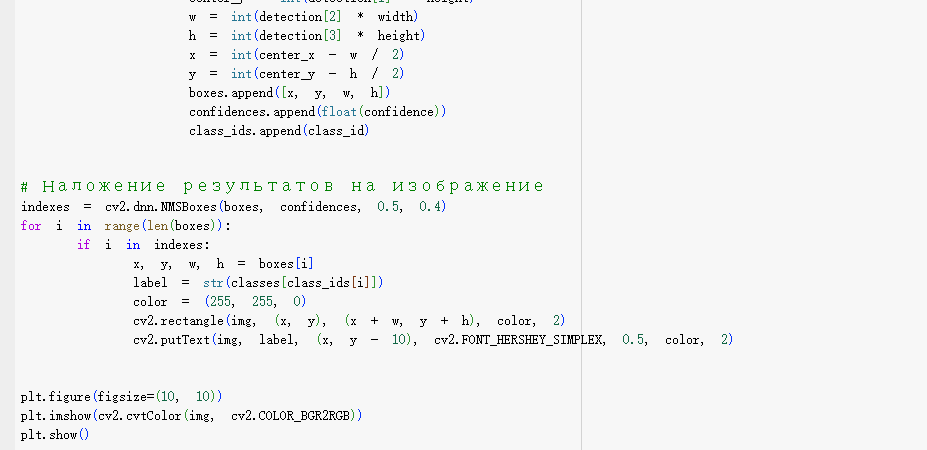 w = int(detection[2] * width)
h = int(detection[3] * height)
x = int(center_x - w / 2)
y = int(center_y - h / 2)
boxes.append([x, y, w, h])
confidences.append(float(confidence))
class_ids.append(class_id)
# Наложение результатов на изображение
indexes = cv2.dnn.NMSBoxes(boxes, confidences, 0.5, 0.4)
for i in range(len(boxes)):
if i in indexes:
x, y, w, h = boxes[i]
label = str(classes[class_ids[i]])
color = (255, 255, 0)
cv2.rectangle(img, (x, y), (x + w, y + h), color, 2)
cv2.putText(img, label, (x, y - 10), cv2.FONT_HERSHEY_SIMPLEX, 0.5, color, 2)
plt.figure(figsize=(10, 10))
plt.imshow(cv2.cvtColor(img, cv2.COLOR_BGR2RGB))
plt.show()